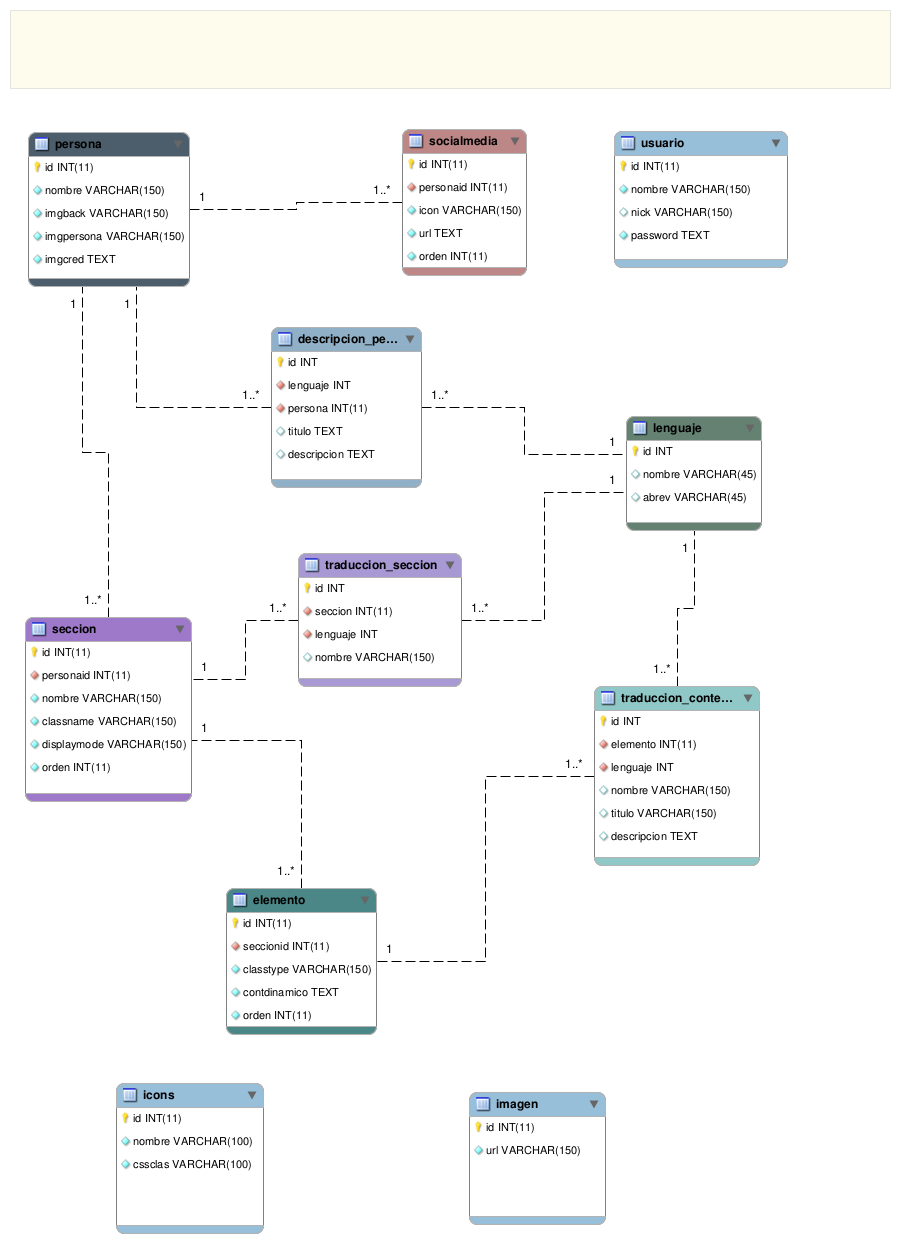 persona
id INT(11)
nombre VARCHAR(150)
imgback VARCHAR(150)
imgpersona VARCHAR(150)
imgcred TEXT
1
1..*
socialmedia
id INT(11)
personaid INT(11)
icon VARCHAR(150)
url TEXT
orden INT(11)
usuario
id INT(11)
nombre VARCHAR(150)
nick VARCHAR(150)
password TEXT
1
1
1..*
descripcion_pe...
id INT
lenguaje INT
persona INT(11)
titulo TEXT
descripcion TEXT
1..*
1
1
lenguaje
id INT
nombre VARCHAR(45)
abrev VARCHAR(45)
1
1..*
traduccion_seccion
id INT
seccion INT(11)
lenguaje INT
nombre VARCHAR(150)
1..*
1..*
1
seccion
id INT(11)
personaid INT(11)
nombre VARCHAR(150)
classname VARCHAR(150)
displaymode VARCHAR(150)
orden INT(11)
1
1..*
1..*
traduccion_conte...
id INT
elemento INT(11)
lenguaje INT
nombre VARCHAR(150)
titulo VARCHAR(150)
descripcion TEXT
1..*
elemento
id INT(11)
seccionid INT(11)
classtype VARCHAR(150)
contdinamico TEXT
orden INT(11)
1
icons
id INT(11)
nombre VARCHAR(100)
cssclas VARCHAR(100)
imagen
id INT(11)
url VARCHAR(150)